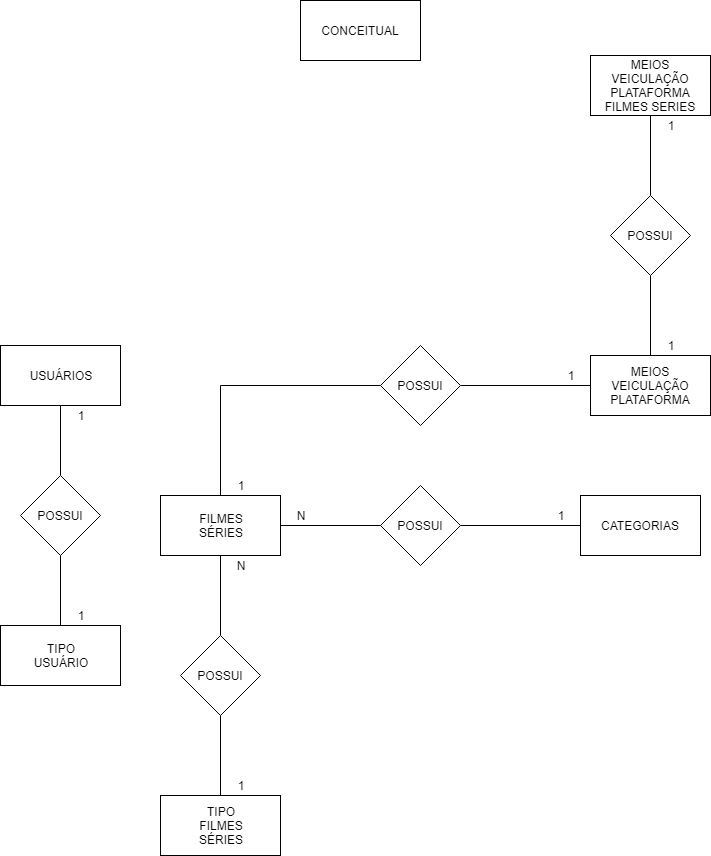 CONCEITUAL
MEIOS
VEICULAÇÃO
PLATAFORMA
FILMES SERIES
1
POSSUI
1
MEIOS
VEICULAÇÃO
PLATAFORMA
1
POSSUI
1
USUÁRIOS
1
POSSUI
1
TIPO
USUÁRIO
FILMES
SÉRIES
N
POSSUI
1
CATEGORIAS
N
POSSUI
1
TIPO
FILMES
SÉRIES